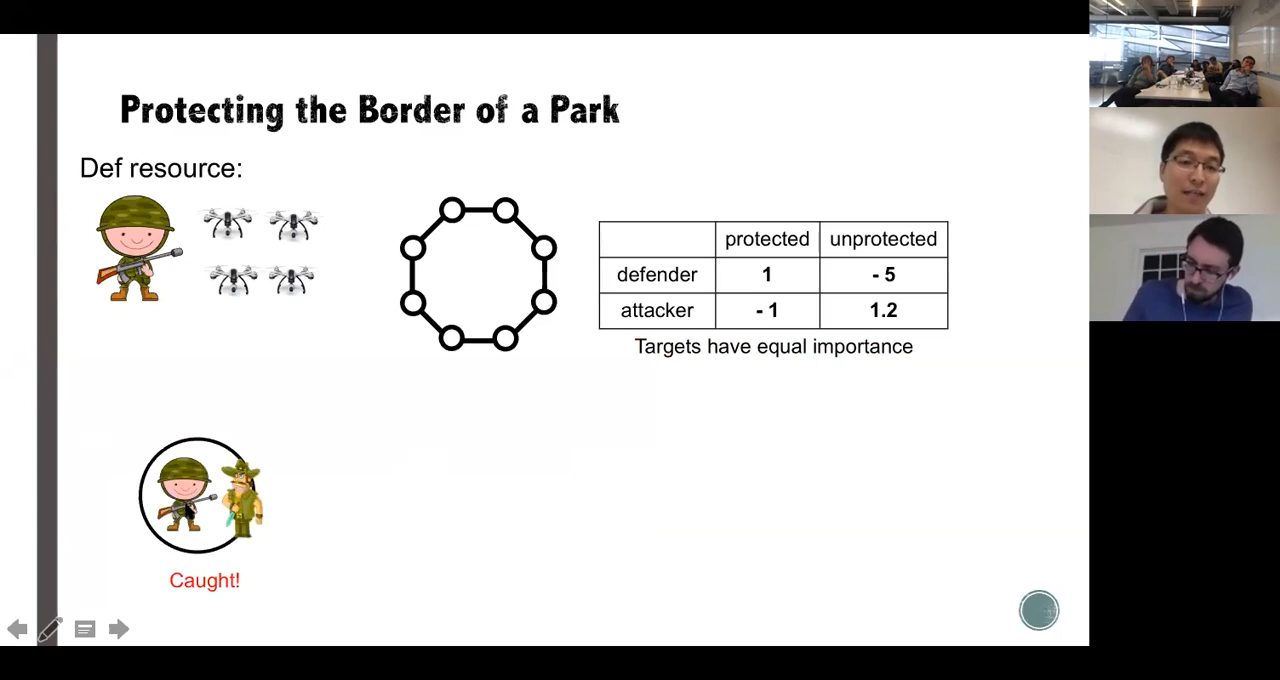 Protecting the Border of a Park
Def resource:
protected unprotected
defender 1 - 5
attacker - 1 1.2
Targets have equal importance
Caught!